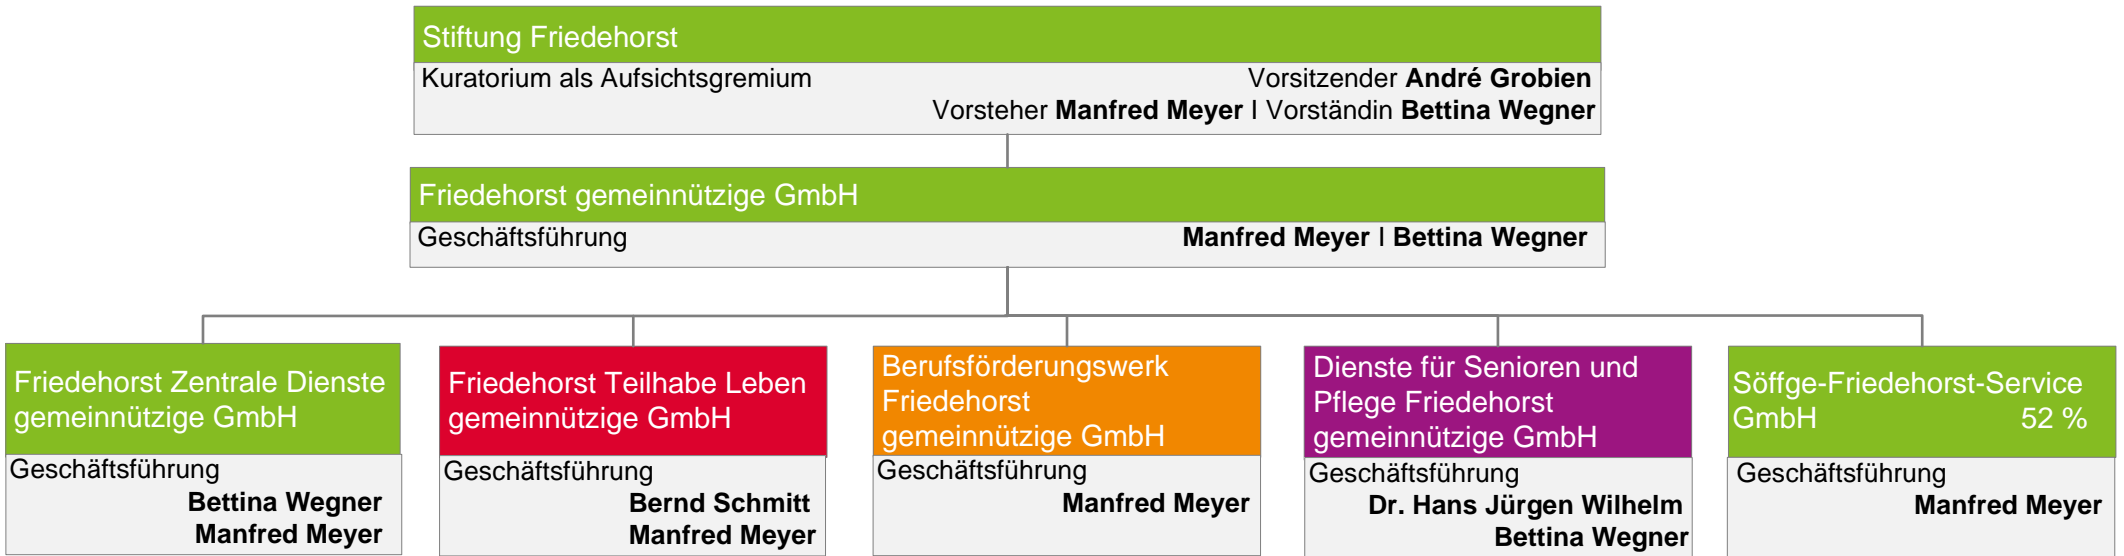 Stiftung Friedehorst
Kuratorium als Aufsichtsgremium Vorsitzender André Grobien
Vorsteher Manfred Meyer I Vorständin Bettina Wegner
Friedehorst gemeinnützige GmbH
Geschäftsführung Manfred Meyer I Bettina Wegner
Friedehorst Zentrale Dienste
gemeinnützige GmbH
Geschäftsführung
Bettina Wegner
Manfred Meyer
Friedehorst Teilhabe Leben
gemeinnützige GmbH
Geschäftsführung
Bernd Schmitt
Manfred Meyer
Berufsförderungswerk
Friedehorst
gemeinnützige GmbH
Geschäftsführung
Manfred Meyer
Dienste für Senioren und
Pflege Friedehorst
gemeinnützige GmbH
Geschäftsführung
Dr. Hans Jürgen Wilhelm
Bettina Wegner
Söffge-Friedehorst-Service
GmbH 52 %
Geschäftsführung
Manfred Meyer